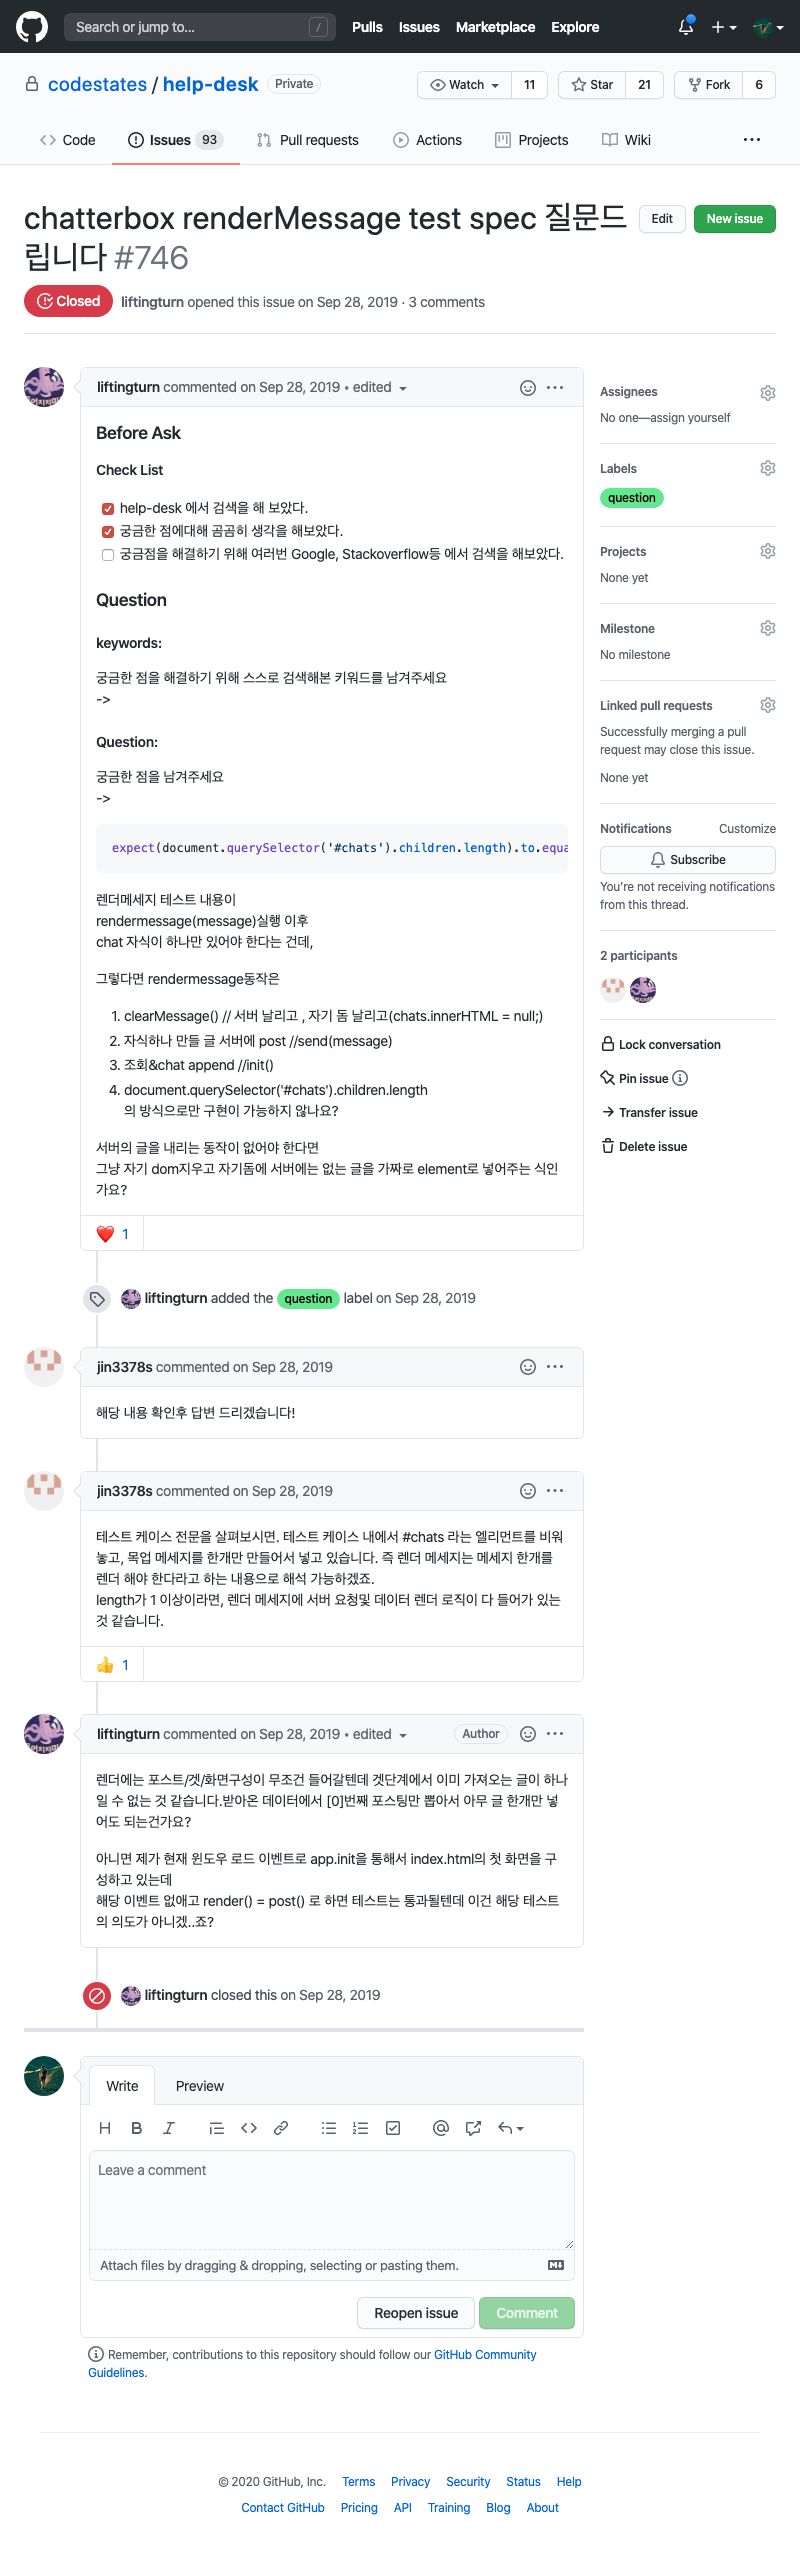 Search or jump to...
/
Pulls
Issues
Marketplace
Explore
codestates / help-desk
Private
Watch
11
Star
21
Fork
6
Code
Issues
93
Pull requests
Actions
Projects
Wiki
chatterbox renderMessage test spec 질문드
립니다 #746
Edit
New issue
Closed
liftingturn opened this issue on Sep 28, 2019 · 3 comments
liftingturn commented on Sep 28, 2019 • edited
Before Ask
Check List
help-desk 에서 검색을 해 보았다.
궁금한 점에대해 곰곰히 생각을 해보았다.
궁금점을 해결하기 위해 여러번 Google, Stackoverflow등 에서 검색을 해보았다.
Question
keywords:
궁금한 점을 해결하기 위해 스스로 검색해본 키워드를 남겨주세요
->
Question:
궁금한 점을 남겨주세요
->
expect(document.querySelector('#chats').children.length).to.equa
렌더메세지 테스트 내용이
rendermessage(message)실행 이후
chat 자식이 하나만 있어야 한다는 건데,
그렇다면 rendermessage동작은
1. clearMessage() // 서버 날리고 , 자기 돔 날리고(chats.innerHTML = null;)
2. 자식하나 만들 글 서버에 post //send(message)
3. 조회&chat append //init()
4. document.querySelector('#chats').children.length
의 방식으로만 구현이 가능하지 않나요?
서버의 글을 내리는 동작이 없어야 한다면
그냥 자기 dom지우고 자기돔에 서버에는 없는 글을 가짜로 element로 넣어주는 식인
가요?
❤️ 1
Assignees
No one—assign yourself
Labels
question
Projects
None yet
Milestone
No milestone
Linked pull requests
Successfully merging a pull
request may close this issue.
None yet
Notifications
Customize
Subscribe
You're not receiving notifications
from this thread.
2 participants
Lock conversation
Pin issue
Transfer issue
Delete issue
liftingturn added the question label on Sep 28, 2019
jin3378s commented on Sep 28, 2019
해당 내용 확인후 답변 드리겠습니다!
jin3378s commented on Sep 28, 2019
테스트 케이스 전문을 살펴보시면. 테스트 케이스 내에서 #chats 라는 엘리먼트를 비워
놓고, 목업 메세지를 한개만 만들어서 넣고 있습니다. 즉 렌더 메세지는 메세지 한개를
렌더 해야 한다라고 하는 내용으로 해석 가능하겠죠.
length가 1 이상이라면, 렌더 메세지에 서버 요청및 데이터 렌더 로직이 다 들어가 있는
것 같습니다.
👍 1
liftingturn commented on Sep 28, 2019 • edited
Author
렌더에는 포스트/겟/화면구성이 무조건 들어갈텐데 겟단계에서 이미 가져오는 글이 하나
일 수 없는 것 같습니다.받아온 데이터에서 [0]번째 포스팅만 뽑아서 아무 글 한개만 넣
어도 되는건가요?
아니면 제가 현재 윈도우 로드 이벤트로 app.init을 통해서 index.html의 첫 화면을 구
성하고 있는데
해당 이벤트 없애고 render() = post() 로 하면 테스트는 통과될텐데 이건 해당 테스트
의 의도가 아니겠..죠?
liftingturn closed this on Sep 28, 2019
Write
Preview
Leave a comment
Attach files by dragging & dropping, selecting or pasting them.
Reopen issue
Comment
Remember, contributions to this repository should follow our GitHub Community
Guidelines.
© 2020 GitHub, Inc.
Terms
Privacy
Security
Status
Help
Contact GitHub
Pricing
API
Training
Blog
About